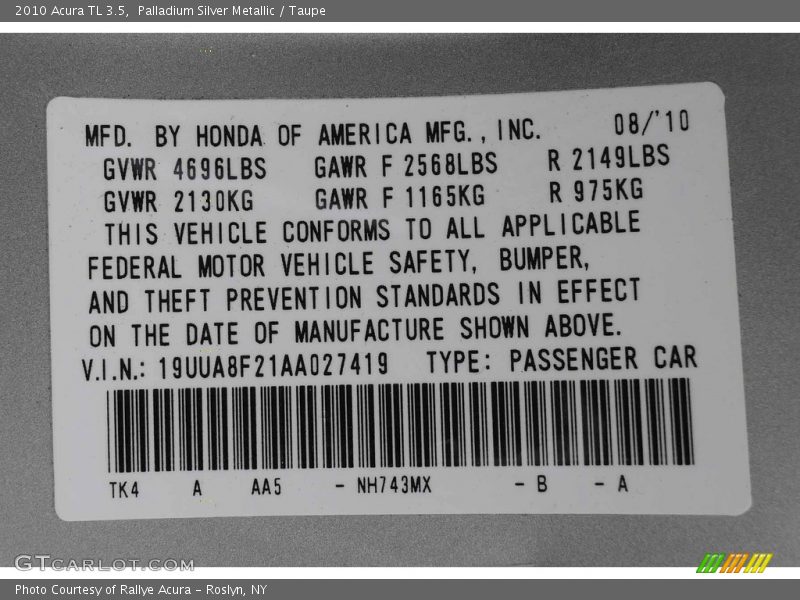 2010 Acura TL 3.5,  Palladium Silver Metallic / Taupe
MFD. BY HONDA OF AMERICA MFG., INC. 08/'10
GVWR 4696LBS GAWR F 2568LBS R 2149LBS
GVWR 2130KG GAWR F 1165KG R 975KG
THIS VEHICLE CONFORMS TO ALL APPLICABLE
FEDERAL MOTOR VEHICLE SAFETY, BUMPER,
AND THEFT PREVENTION STANDARDS IN EFFECT
ON THE DATE OF MANUFACTURE SHOWN ABOVE.
V.I.N.: 19UUA8F21AA027419 TYPE: PASSENGER CAR
TK4 A AA5 - NH743MX - B - A
GTCARLOT.COM
Photo Courtesy of Rallye Acura - Roslyn, NY